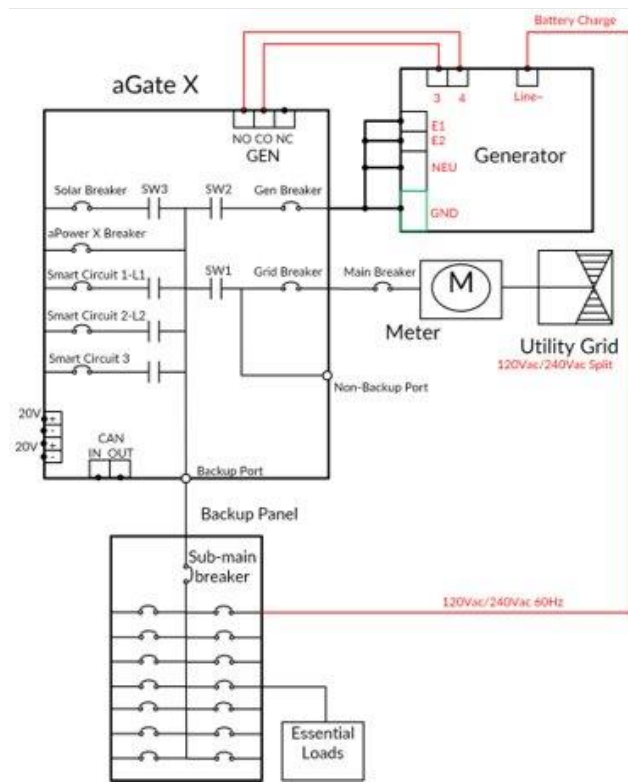 Battery Charge
aGate X
NO CO NC
GEN
3 4 Line~
E1
E2
NEU
GND
Generator
Solar Breaker SW3 SW2 Gen Breaker
aPower X Breaker
Smart Circuit 1-L1 SW1 Grid Breaker Main Breaker
M
Meter
Utility Grid
120Vac/240Vac Split
Smart Circuit 2-L2
Smart Circuit 3
Non-Backup Port
20V + -
20V + -
CAN
IN OUT
Backup Port
Backup Panel
Sub-main
breaker
120Vac/240Vac 60Hz
Essential
Loads